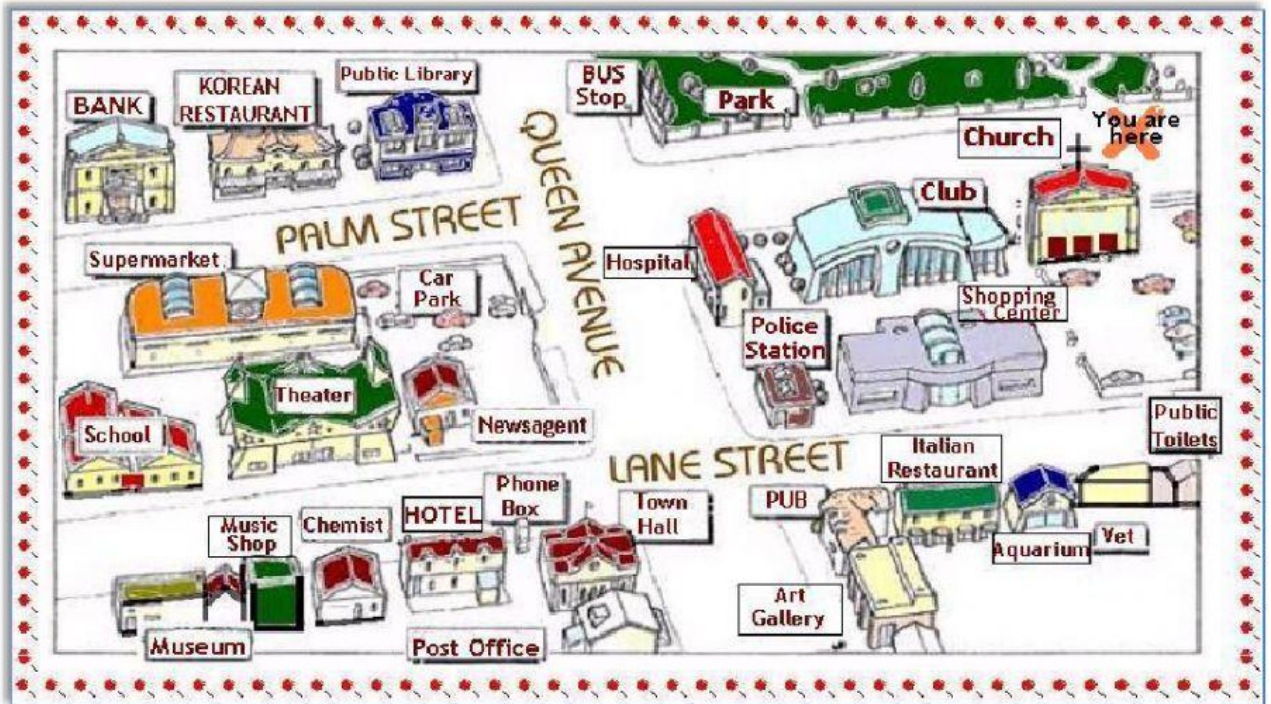 BANK
KOREAN
RESTAURANT
Public Library
BUS
Stop
Park
You are
here
Church
Club
QUEEN AVENUE
PALM STREET
Supermarket
Car
Park
Hospital
Shopping
Center
Police
Station
Theater
School
Newsagent
Public
Toilets
LANE STREET
Italian
Restaurant
Phone
Box
Town
Hall
PUB
HOTEL
Music
Shop
Chemist
Aquarium
Vet
Art
Gallery
Museum
Post Office